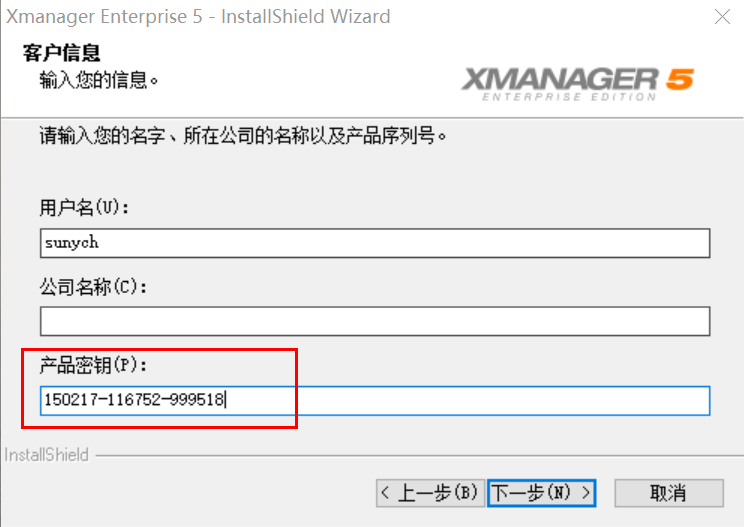 Xmanager Enterprise 5 - InstallShield Wizard
客户信息
输入您的信息。
XMANAGER 5
ENTERPRISE EDITION
请输入您的名字、所在公司的名称以及产品序列号。
用户名(U):
sunych
公司名称(C):
产品密钥(P):
150217-116752-999518
InstallShield
< 上一步(B) 下一步(N) > 取消